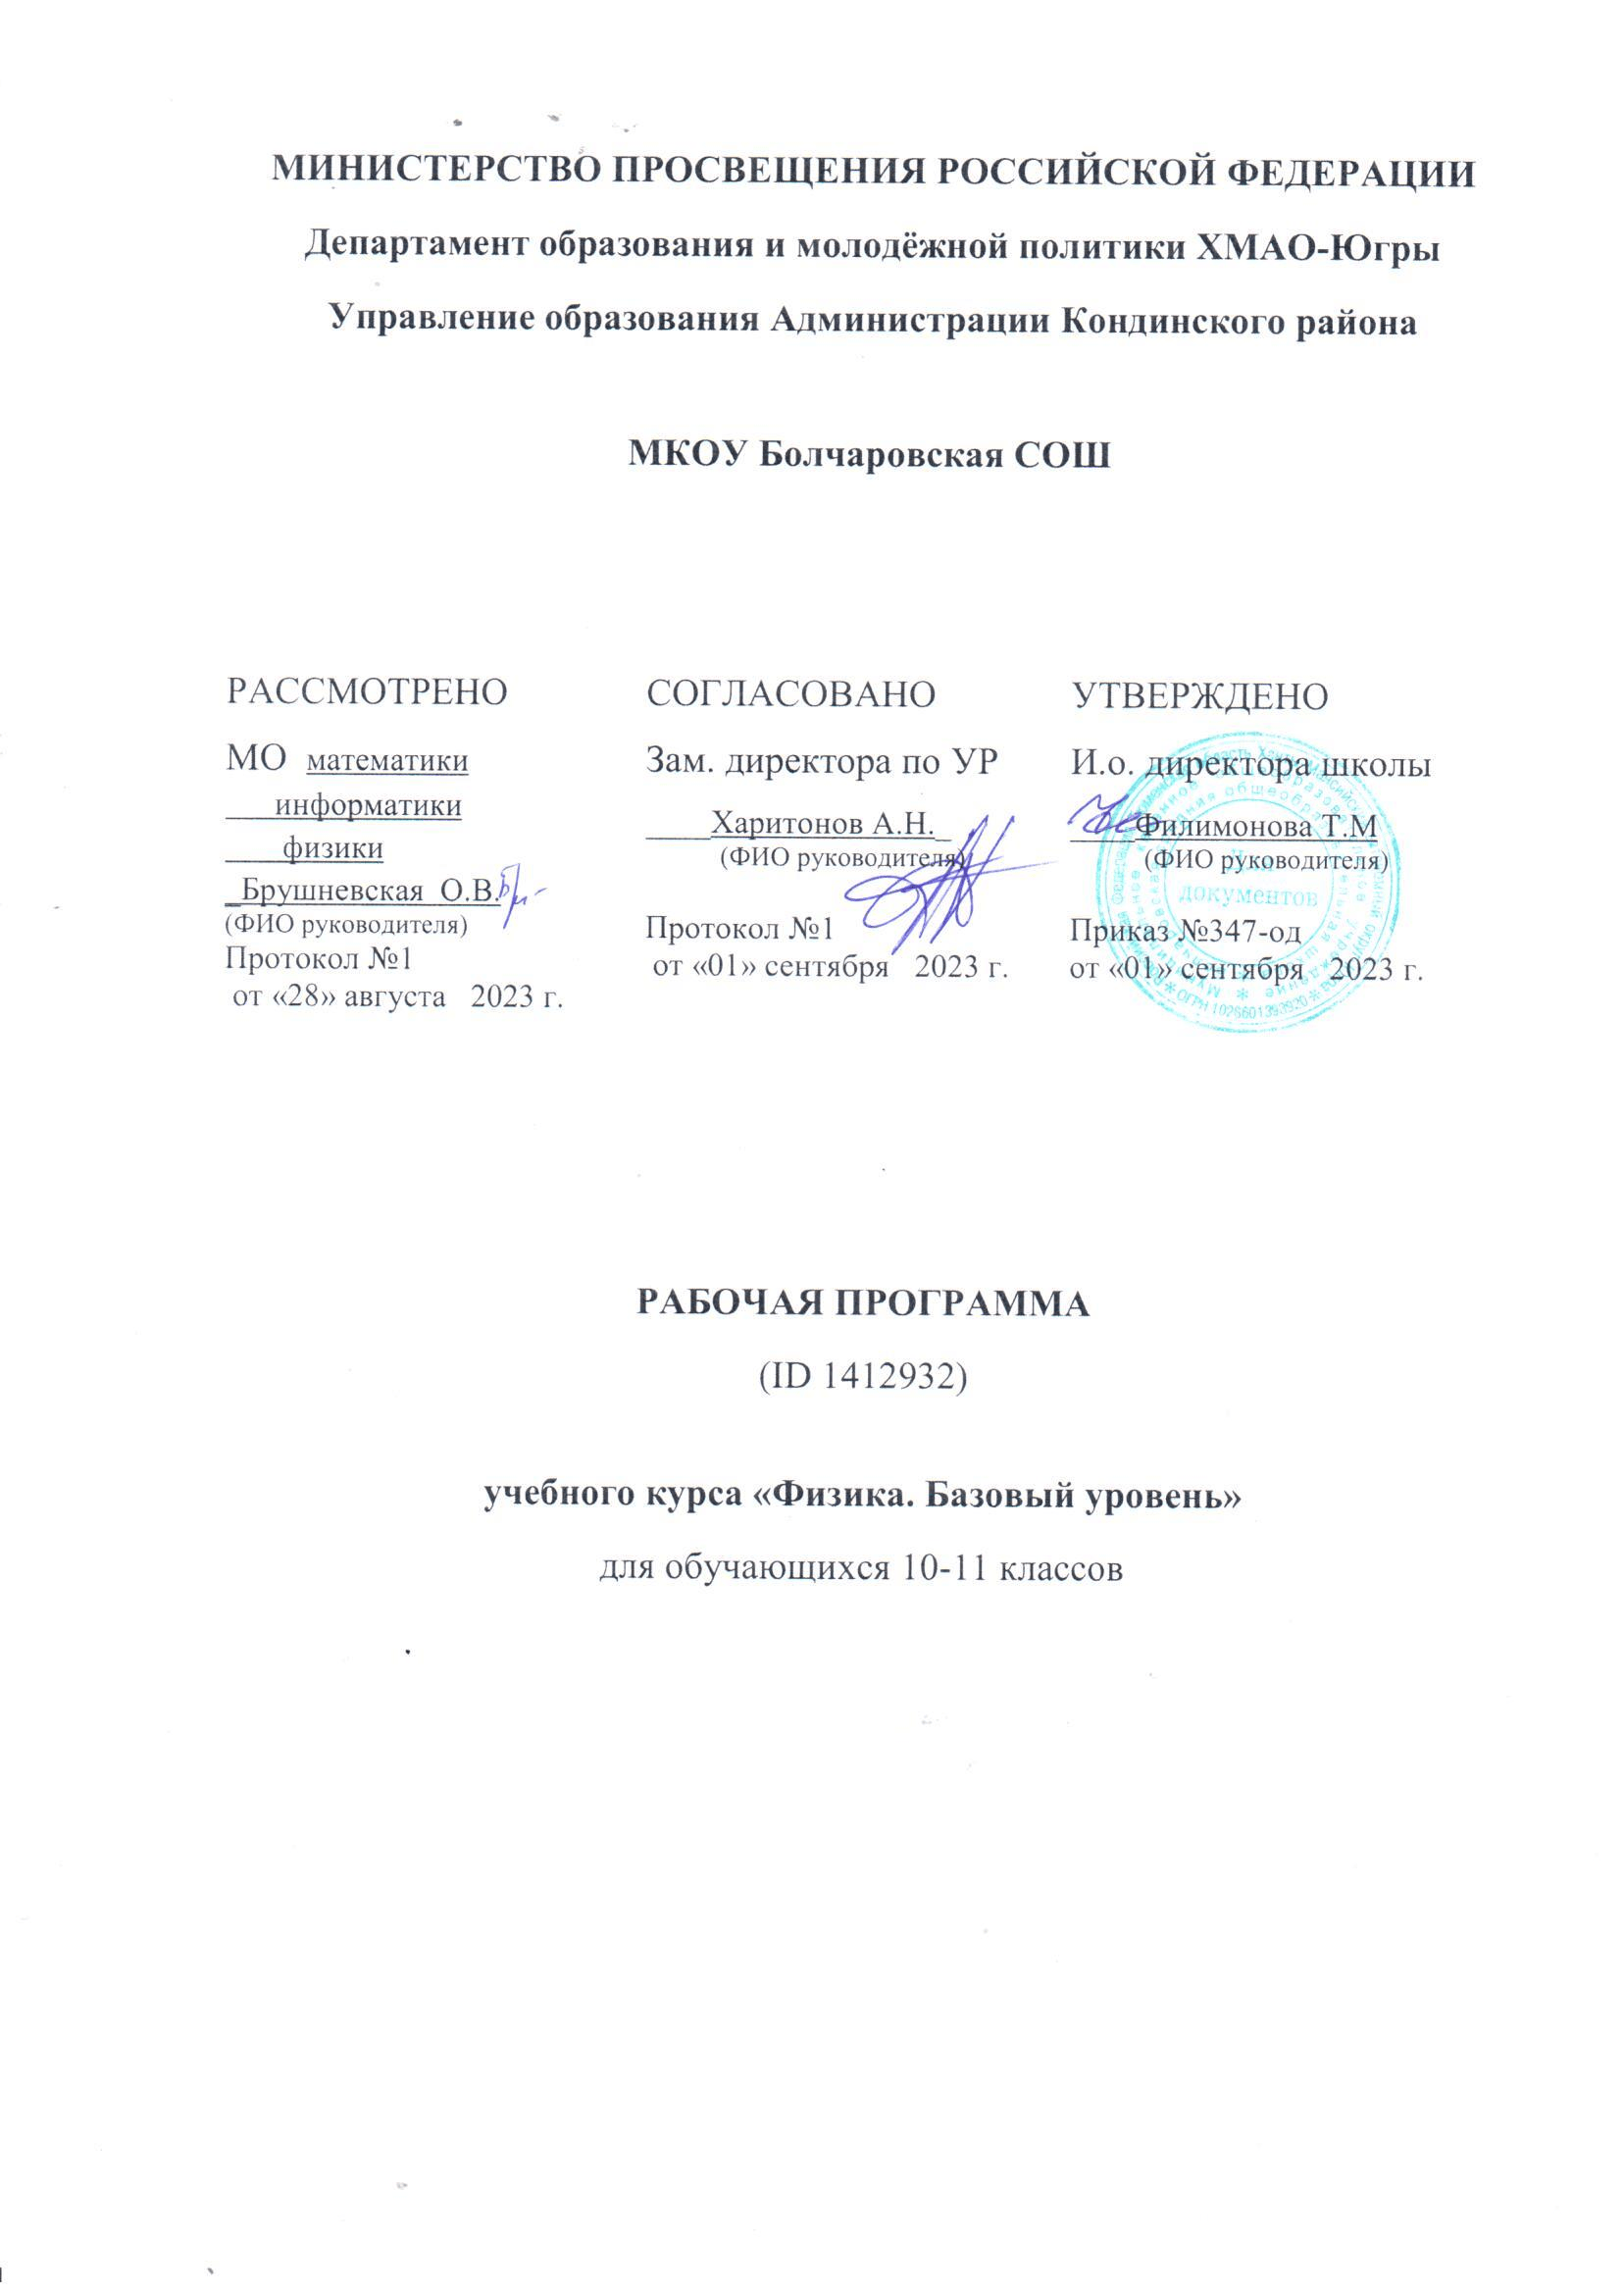 МИНИСТЕРСТВО ПРОСВЕЩЕНИЯ РОССИЙСКОЙ ФЕДЕРАЦИИ
Департамент образования и молодёжной политики ХМАО-Югры
Управление образования Администрации Кондинского района
МКОУ Болчаровская СОШ
РАССМОТРЕНО
МО математики
информатики
физики
Брушневская О.В.
(ФИО руководителя)
Протокол №1
от «28» августа 2023 г.
СОГЛАСОВАНО
Зам. директора по УР
Харитонов А.Н.
(ФИО руководителя)
Протокол №1
от «01» сентября 2023 г.
УТВЕРЖДЕНО
И.о. директора школы
Филимонова Т.М
(ФИО руководителя)
Приказ №347-од
от «01» сентября 2023 г.
документов
РАБОЧАЯ ПРОГРАММА
(ID 1412932)
учебного курса «Физика. Базовый уровень»
для обучающихся 10-11 классов